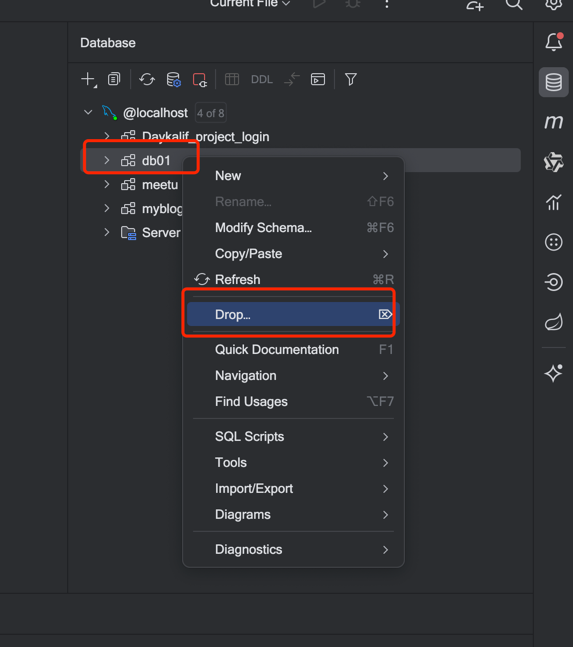 Current File
Database
DDL
@localhost 4 of 8
Daykalif_project_login
db01
meetu
myblog
Server
New
Rename... ⇧F6
Modify Schema... ⌘F6
Copy/Paste
Refresh ⌘R
Drop...
Quick Documentation F1
Navigation
Find Usages ⌥F7
SQL Scripts
Tools
Import/Export
Diagrams
Diagnostics
m